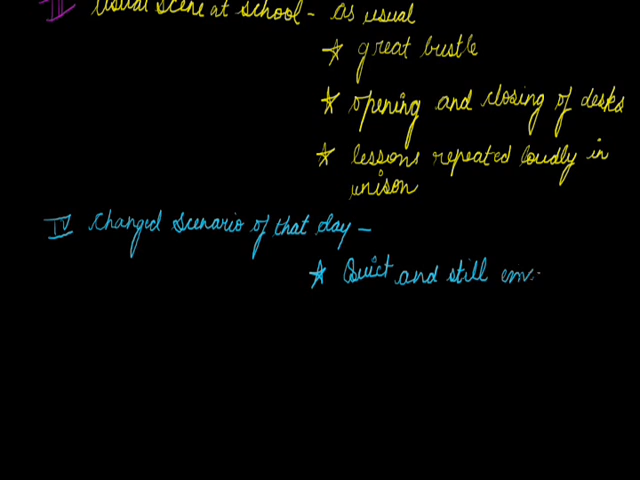 III Usual scene at school - As usual
* great bustle
* opening and closing of desks
* lessons repeated loudly in
unison
IV Changed scenario of that day -
* Quiet and still